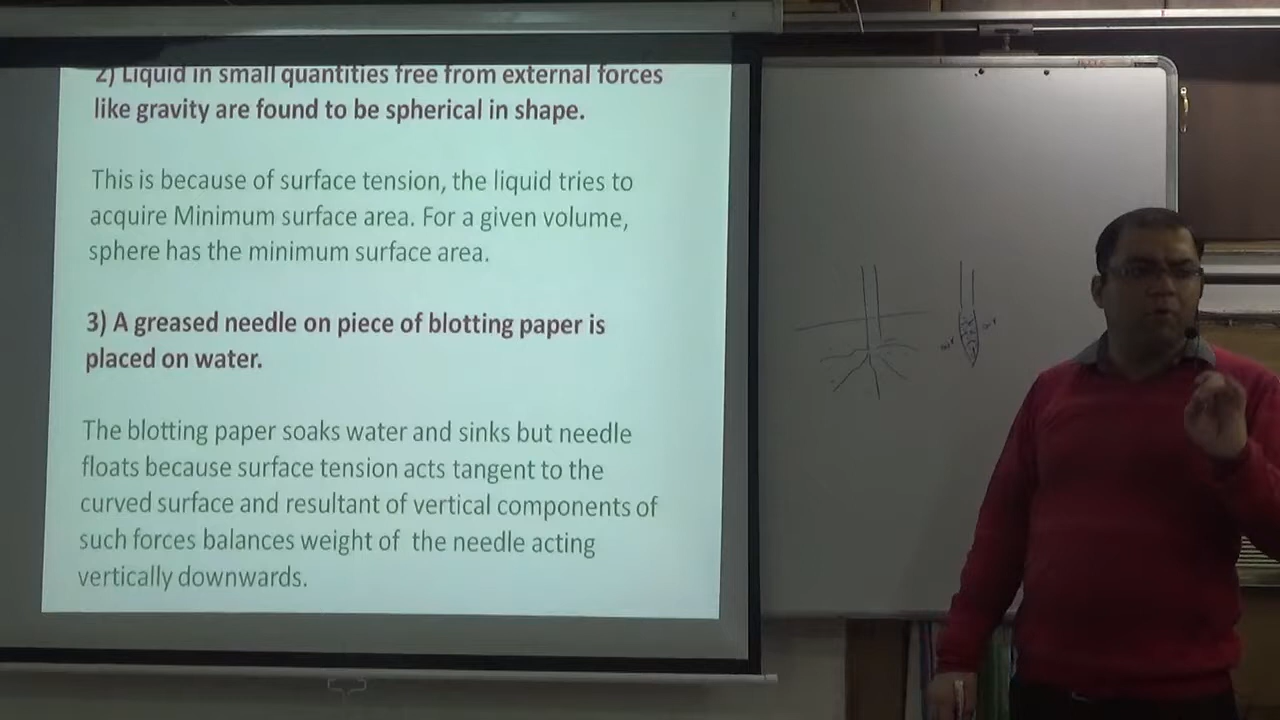 2) Liquid in small quantities free from external forces
like gravity are found to be spherical in shape.
This is because of surface tension, the liquid tries to
acquire Minimum surface area. For a given volume,
sphere has the minimum surface area.
3) A greased needle on piece of blotting paper is
placed on water.
The blotting paper soaks water and sinks but needle
floats because surface tension acts tangent to the
curved surface and resultant of vertical components of
such forces balances weight of the needle acting
vertically downwards.